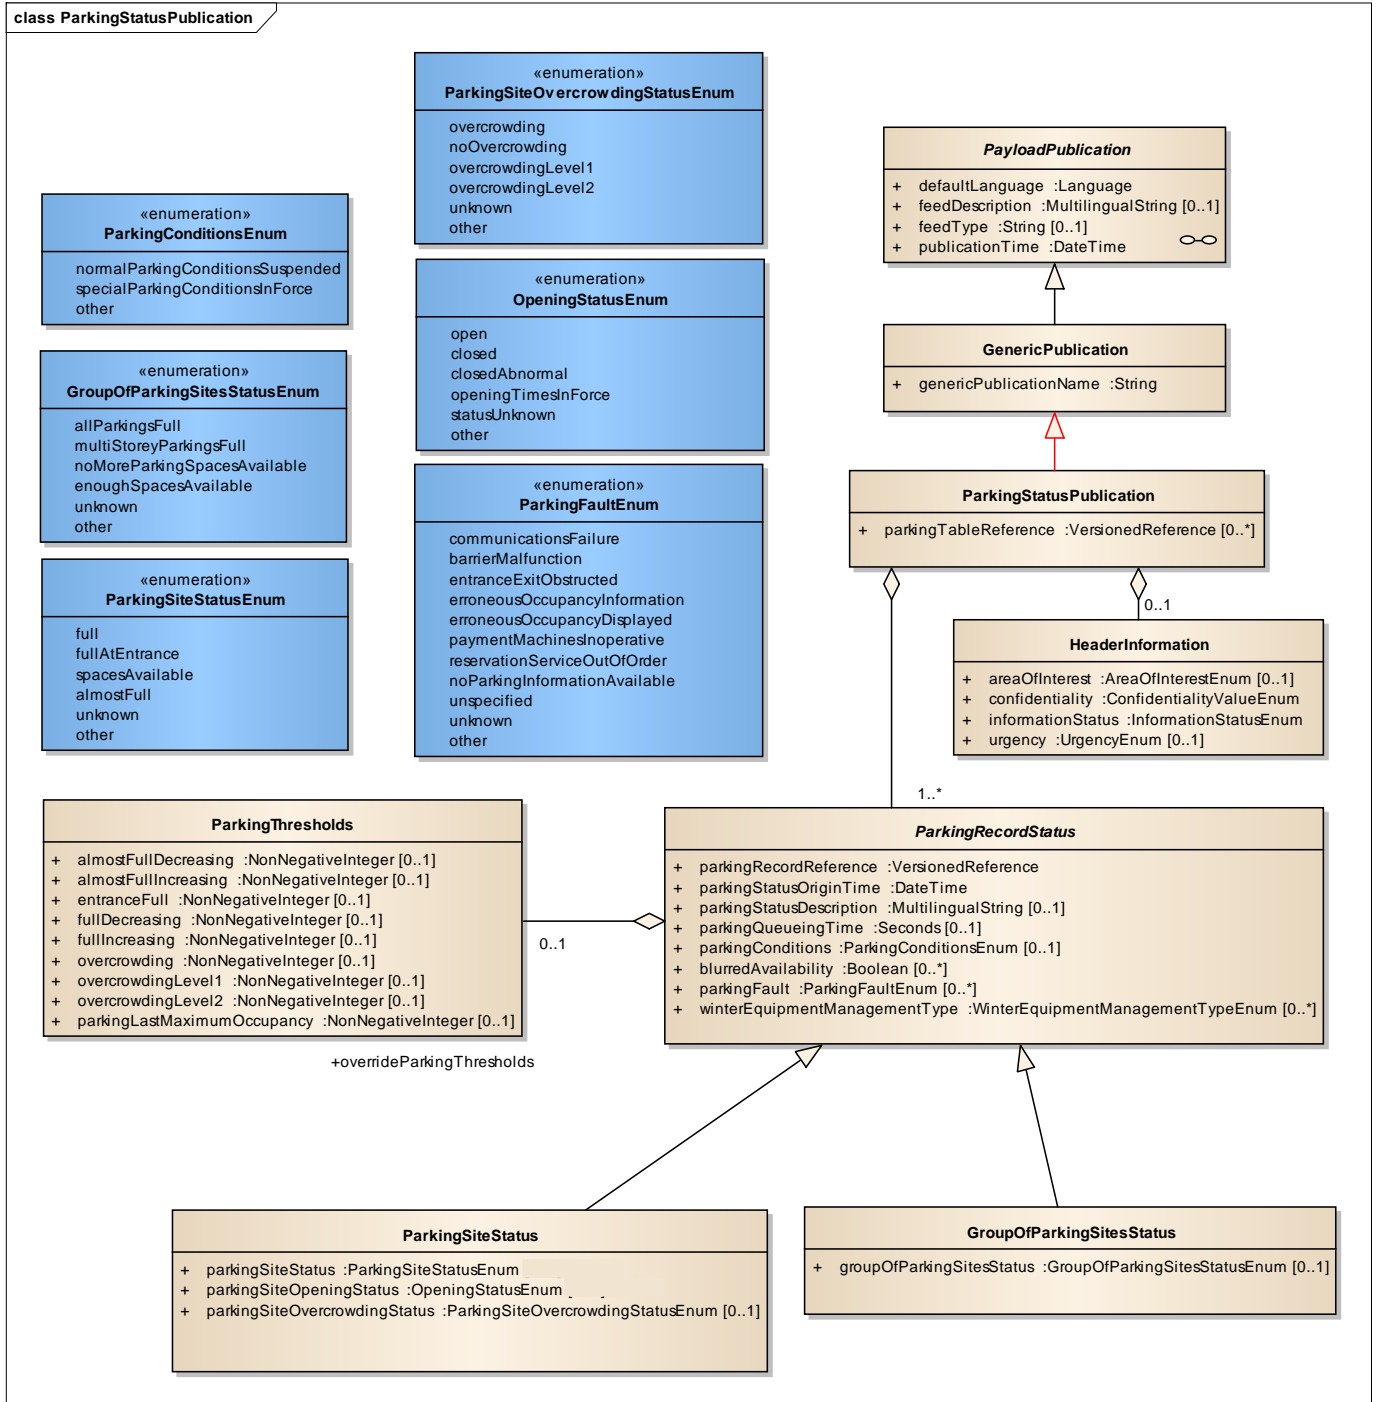 class ParkingStatusPublication
«enumeration»
ParkingSiteOvercrowdingStatusEnum
overcrowding
noOvercrowding
overcrowdingLevel1
overcrowdingLevel2
unknown
other
PayloadPublication
+ defaultLanguage :Language
+ feedDescription :MultilingualString [0..1]
+ feedType :String [0..1]
+ publicationTime :DateTime
«enumeration»
ParkingConditionsEnum
normalParkingConditionsSuspended
specialParkingConditionsInForce
other
«enumeration»
OpeningStatusEnum
open
closed
closedAbnormal
openingTimesInForce
statusUnknown
other
GenericPublication
+ genericPublicationName :String
«enumeration»
GroupOfParkingSitesStatusEnum
allParkingsFull
multiStoreyParkingsFull
noMoreParkingSpacesAvailable
enoughSpacesAvailable
unknown
other
«enumeration»
ParkingFaultEnum
communicationsFailure
barrierMalfunction
entranceExitObstructed
erroneousOccupancyInformation
erroneousOccupancyDisplayed
paymentMachinesInoperative
reservationServiceOutOfOrder
noParkingInformationAvailable
unspecified
unknown
other
ParkingStatusPublication
+ parkingTableReference :VersionedReference [0..*]
«enumeration»
ParkingSiteStatusEnum
full
fullAtEntrance
spacesAvailable
almostFull
unknown
other
0..1
HeaderInformation
+ areaOfInterest :AreaOfInterestEnum [0..1]
+ confidentiality :ConfidentialityValueEnum
+ informationStatus :InformationStatusEnum
+ urgency :UrgencyEnum [0..1]
1..*
ParkingThresholds
+ almostFullDecreasing :NonNegativeInteger [0..1]
+ almostFullIncreasing :NonNegativeInteger [0..1]
+ entranceFull :NonNegativeInteger [0..1]
+ fullDecreasing :NonNegativeInteger [0..1]
+ fullIncreasing :NonNegativeInteger [0..1]
+ overcrowding :NonNegativeInteger [0..1]
+ overcrowdingLevel1 :NonNegativeInteger [0..1]
+ overcrowdingLevel2 :NonNegativeInteger [0..1]
+ parkingLastMaximumOccupancy :NonNegativeInteger [0..1]
0..1
+overrideParkingThresholds
ParkingRecordStatus
+ parkingRecordReference :VersionedReference
+ parkingStatusOriginTime :DateTime
+ parkingStatusDescription :MultilingualString [0..1]
+ parkingQueueingTime :Seconds [0..1]
+ parkingConditions :ParkingConditionsEnum [0..1]
+ blurredAvailability :Boolean [0..*]
+ parkingFault :ParkingFaultEnum [0..*]
+ winterEquipmentManagementType :WinterEquipmentManagementTypeEnum [0..*]
ParkingSiteStatus
+ parkingSiteStatus :ParkingSiteStatusEnum
+ parkingSiteOpeningStatus :OpeningStatusEnum
+ parkingSiteOvercrowdingStatus :ParkingSiteOvercrowdingStatusEnum [0..1]
GroupOfParkingSitesStatus
+ groupOfParkingSitesStatus :GroupOfParkingSitesStatusEnum [0..1]